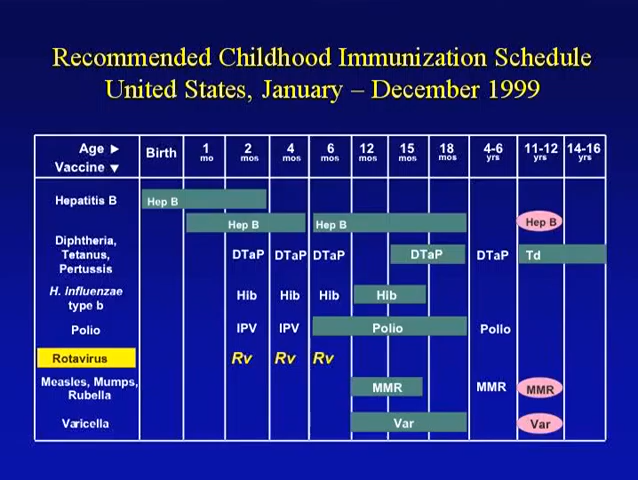 Recommended Childhood Immunization Schedule
United States, January – December 1999
Age ▶ Birth 1 mo 2 mos 4 mos 6 mos 12 mos 15 mos 18 mos 4-6 yrs 11-12 yrs 14-16 yrs
Vaccine ▼
Hepatitis B Hep B
Hep B Hep B Hep B
Diphtheria, Tetanus, Pertussis DTaP DTaP DTaP DTaP DTaP Td
H. influenzae type b Hib Hib Hib Hib
Polio IPV IPV Polio Polio
Rotavirus Rv Rv Rv
Measles, Mumps, Rubella MMR MMR MMR
Varicella Var Var